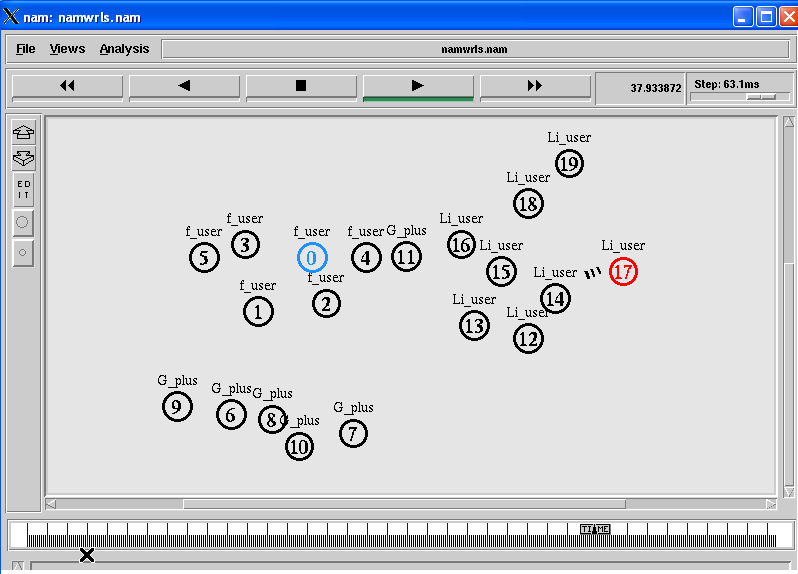 nam: namwrls.nam
File Views Analysis namwrls.nam
37.933872 Step: 63.1ms
ED
IT
Li_user
19
Li_user
18
f_user
3
f_user
5
f_user
0
f_user
4
G_plus
11
Li_user
16
Li_user
15
Li_user
17
Li_user
14
f_user
1
f_user
2
Li_user
13
Li_user
12
G_plus
9
G_plus
6
G_plus
8
G_plus
10
G_plus
7
TIME